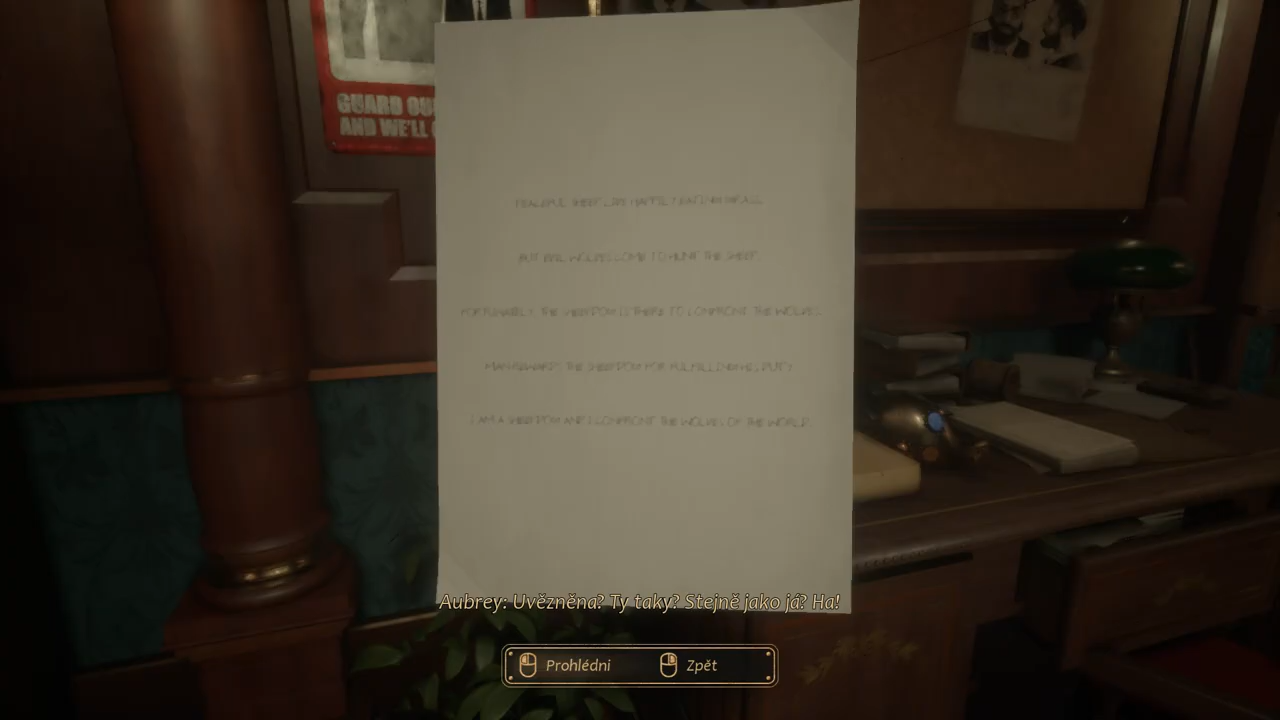 GUARD OU
AND WE'LL
PEACEFUL SHEEP LIVE HAPPILY EATING GRASS
BUT EVIL WOLVES COME TO HUNT THE SHEEP
FORTUNATELY, THE SHEEPDOG IS THERE TO CONFRONT THE WOLVES
MAN REWARDS THE SHEEPDOG FOR FULFILLING HIS DUTY
I AM A SHEEPDOG AND I CONFRONT THE WOLVES OF THE WORLD
Aubrey: Uvězněna? Ty taky? Stejně jako já? Ha!
Prohlédni Zpět